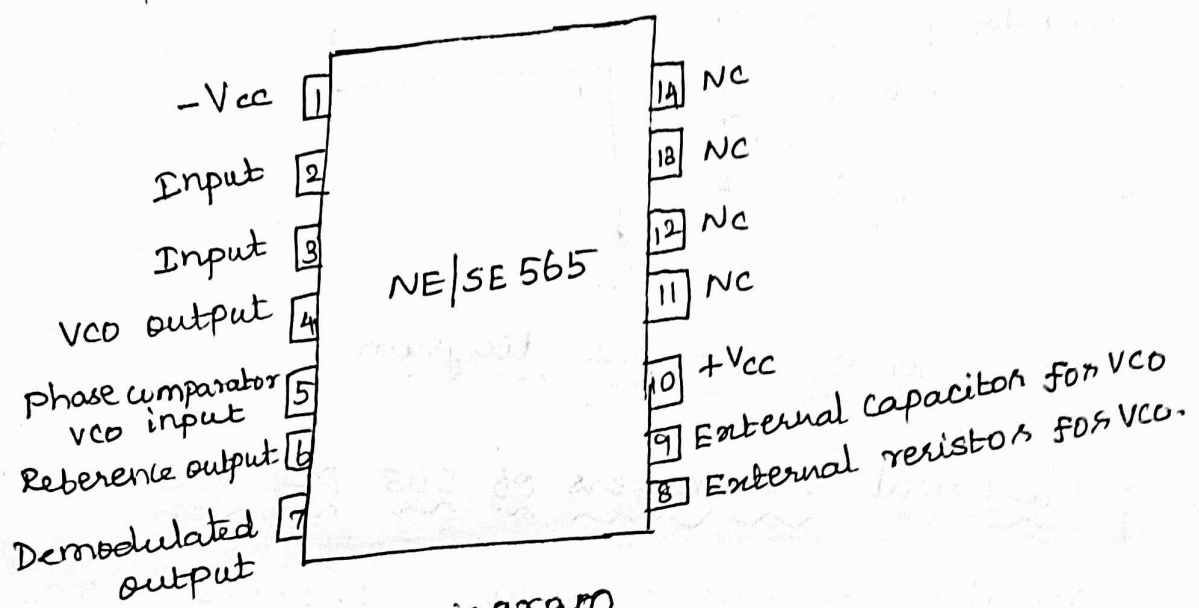 -Vcc 1
Input 2
Input 3
VCO output 4
phase comparator 5
VCO input
Reference output 6
Demodulated 7
output
NE/SE 565
14 NC
13 NC
12 NC
11 NC
10 +Vcc
9 External capacitor for VCO
8 External resistor for VCO.